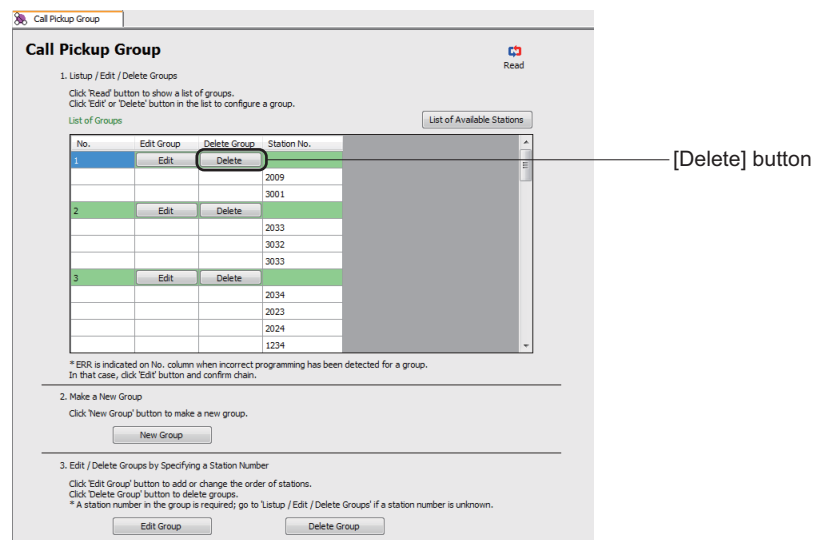 Call Pickup Group
Call Pickup Group
Read
1. Listup / Edit / Delete Groups
Click 'Read' button to show a list of groups.
Click 'Edit' or 'Delete' button in the list to configure a group.
List of Groups
List of Available Stations
No. Edit Group Delete Group Station No.
1 Edit Delete
[Delete] button
2009
3001
2 Edit Delete
2033
3032
3033
3 Edit Delete
2034
2023
2024
1234
* ERR is indicated on No. column when incorrect programming has been detected for a group.
In that case, click 'Edit' button and confirm chain.
2. Make a New Group
Click 'New Group' button to make a new group.
New Group
3. Edit / Delete Groups by Specifying a Station Number
Click 'Edit Group' button to add or change the order of stations.
Click 'Delete Group' button to delete groups.
* A station number in the group is required; go to 'Listup / Edit / Delete Groups' if a station number is unknown.
Edit Group Delete Group